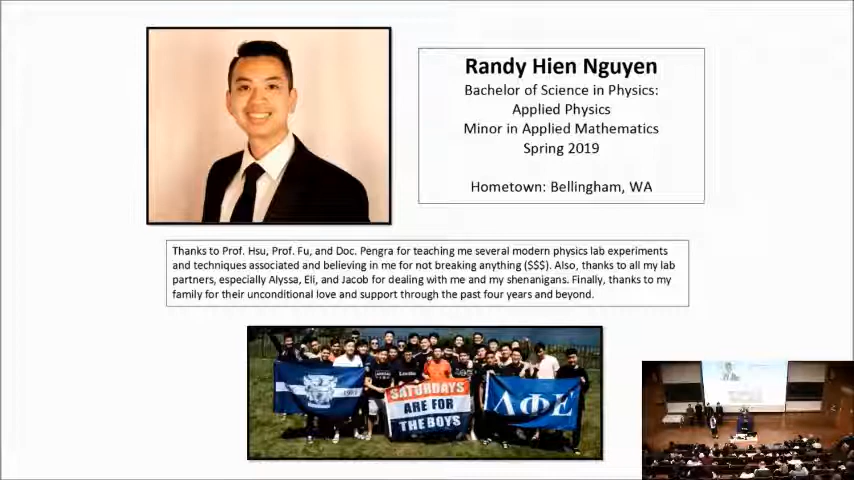 Randy Hien Nguyen
Bachelor of Science in Physics:
Applied Physics
Minor in Applied Mathematics
Spring 2019
Hometown: Bellingham, WA
Thanks to Prof. Hsu, Prof. Fu, and Doc. Pengra for teaching me several modern physics lab experiments
and techniques associated and believing in me for not breaking anything ($$$). Also, thanks to all my lab
partners, especially Alyssa, Eli, and Jacob for dealing with me and my shenanigans. Finally, thanks to my
family for their unconditional love and support through the past four years and beyond.
SATURDAYS
ARE FOR
THE BOYS
ΛΦΕ